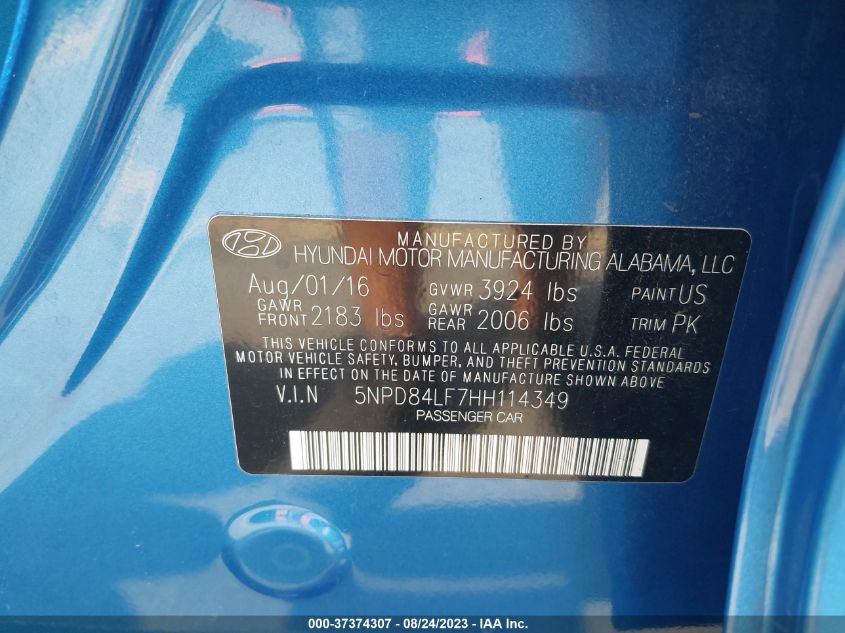 MANUFACTURED BY
HYUNDAI MOTOR MANUFACTURING ALABAMA, LLC
Aug/01/16 GVWR 3924 lbs PAINT US
GAWR FRONT 2183 lbs GAWR REAR 2006 lbs TRIM PK
THIS VEHICLE CONFORMS TO ALL APPLICABLE U.S.A. FEDERAL
MOTOR VEHICLE SAFETY, BUMPER, AND THEFT PREVENTION STANDARDS
IN EFFECT ON THE DATE OF MANUFACTURE SHOWN ABOVE.
V.I.N 5NPD84LF7HH114349
PASSENGER CAR
000-37374307 - 08/24/2023 - IAA Inc.